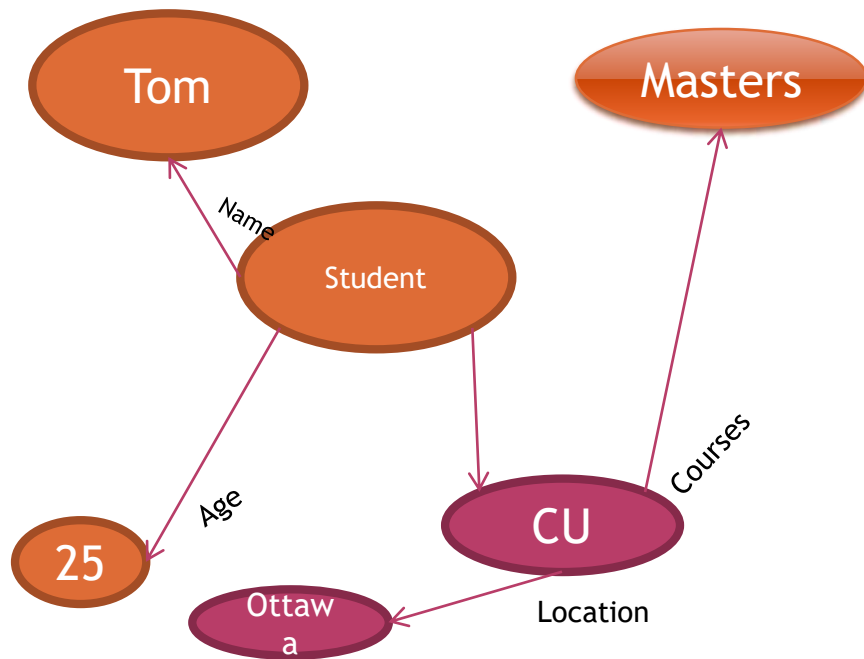 Tom
Masters
Name
Student
Courses
Age
CU
25
Ottaw
a
Location